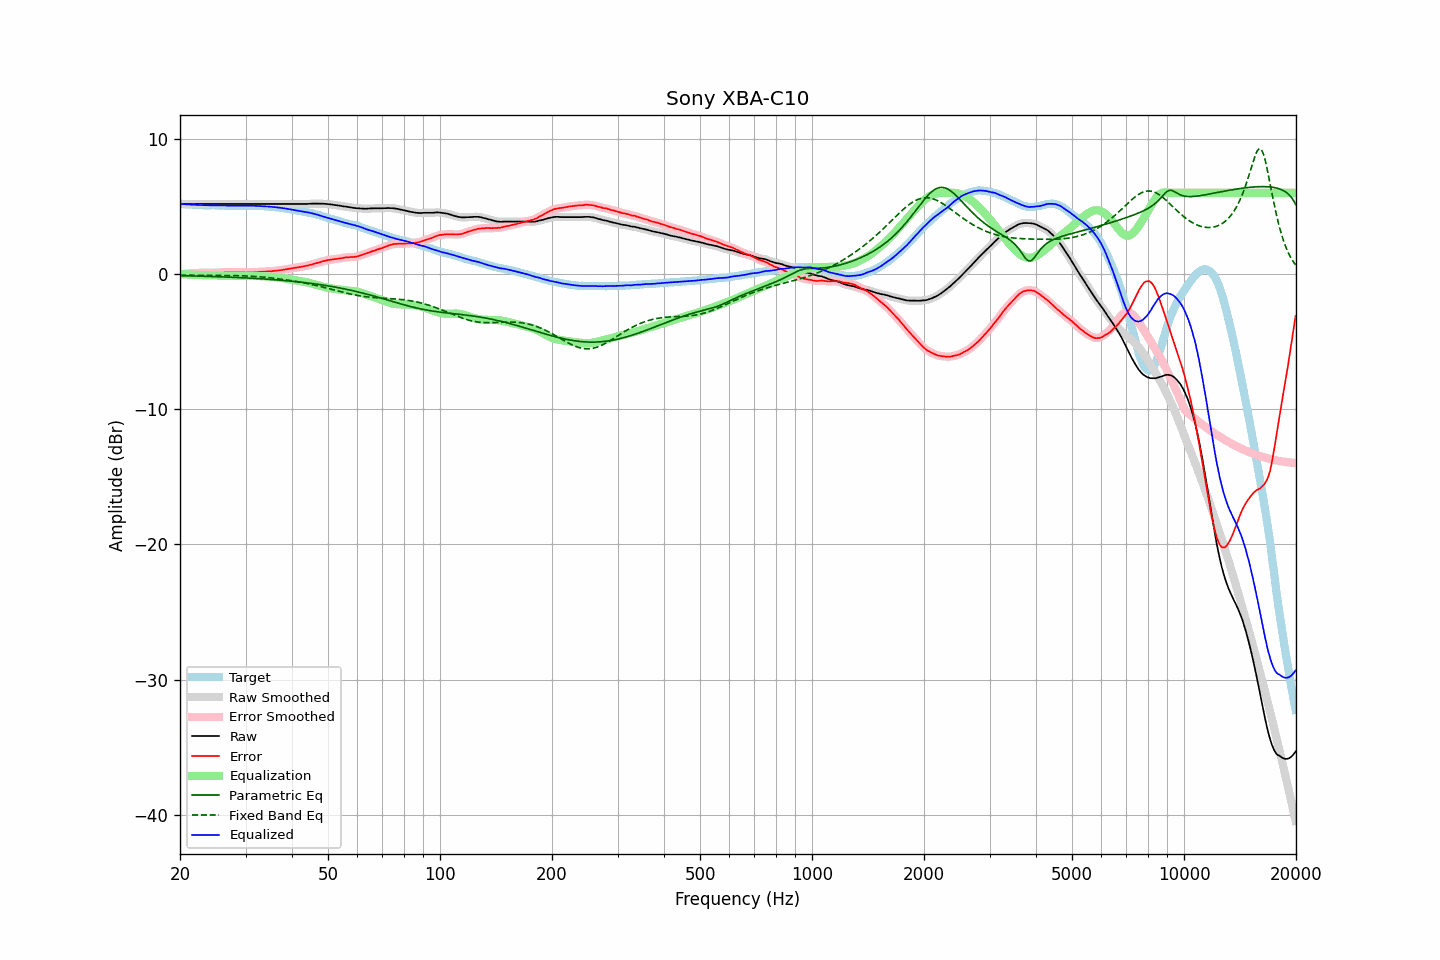 Sony XBA-C10
Amplitude (dBr)
10
0
−10
−20
−30
−40
Target
Raw Smoothed
Error Smoothed
Raw
Error
Equalization
Parametric Eq
Fixed Band Eq
Equalized
20
50
100
200
500
1000
2000
5000
10000
20000
Frequency (Hz)